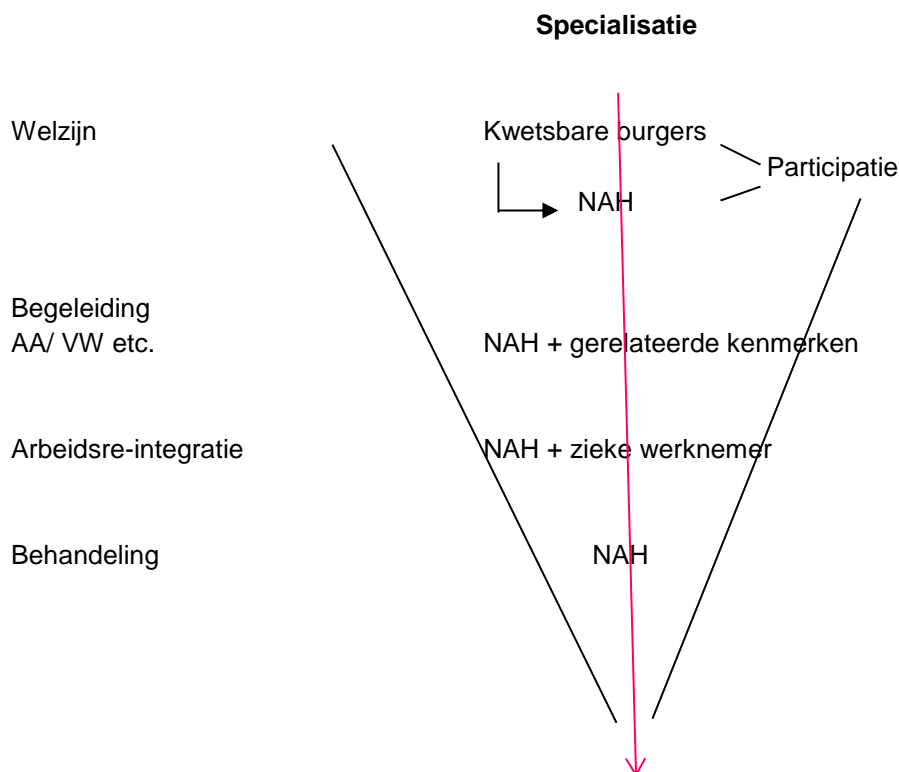 Specialisatie
Welzijn
Kwetsbare burgers
Participatie
NAH
Begeleiding
AA/ VW etc.
NAH + gerelateerde kenmerken
Arbeidsre-integratie
NAH + zieke werknemer
Behandeling
NAH